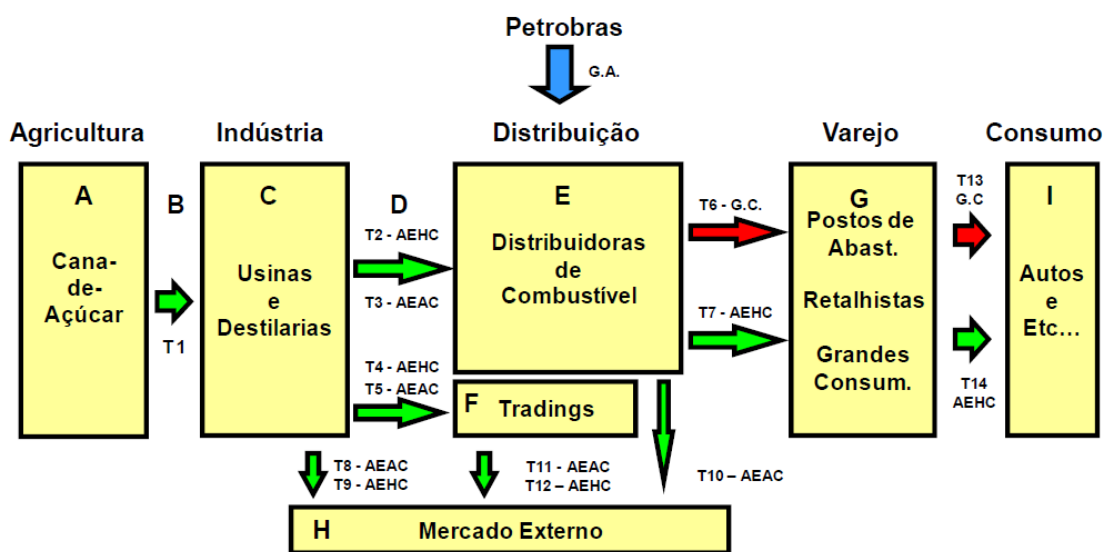 Petrobras
G.A.
Agricultura
Indústria
Distribuição
Varejo
Consumo
A
Cana-
de-
Açúcar
B
T1
C
Usinas
e
Destilarias
D
T2 - AEHC
T3 - AEAC
T4 - AEHC
T5 - AEAC
E
Distribuidoras
de
Combustível
F Tradings
T6 - G.C.
T7 - AEHC
G
Postos de
Abast.
Retalhistas
Grandes
Consum.
T13
G.C
T14
AEHC
I
Autos
e
Etc...
T8 - AEAC
T9 - AEHC
T11 - AEAC
T12 – AEHC
T10 – AEAC
H Mercado Externo